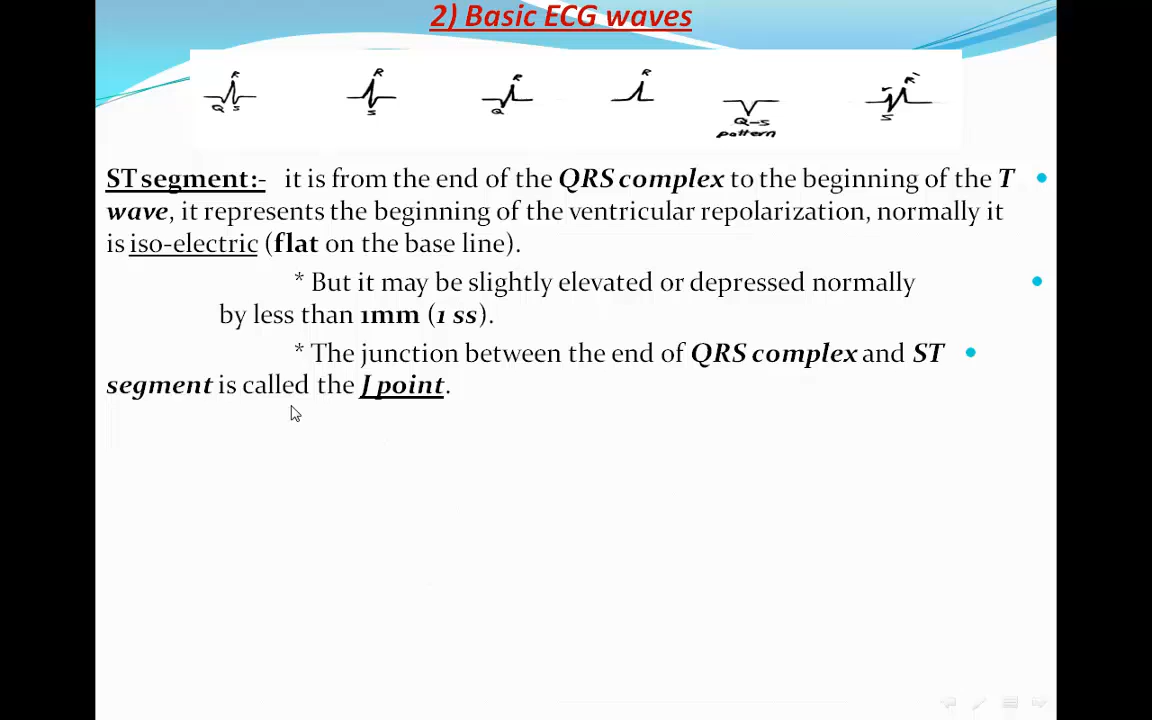 2) Basic ECG waves
R R R R R`
Q S S Q Q-S S
pattern
ST segment:- it is from the end of the QRS complex to the beginning of the T
wave, it represents the beginning of the ventricular repolarization, normally it
is iso-electric (flat on the base line).
* But it may be slightly elevated or depressed normally
by less than 1mm (1 ss).
* The junction between the end of QRS complex and ST
segment is called the J point.